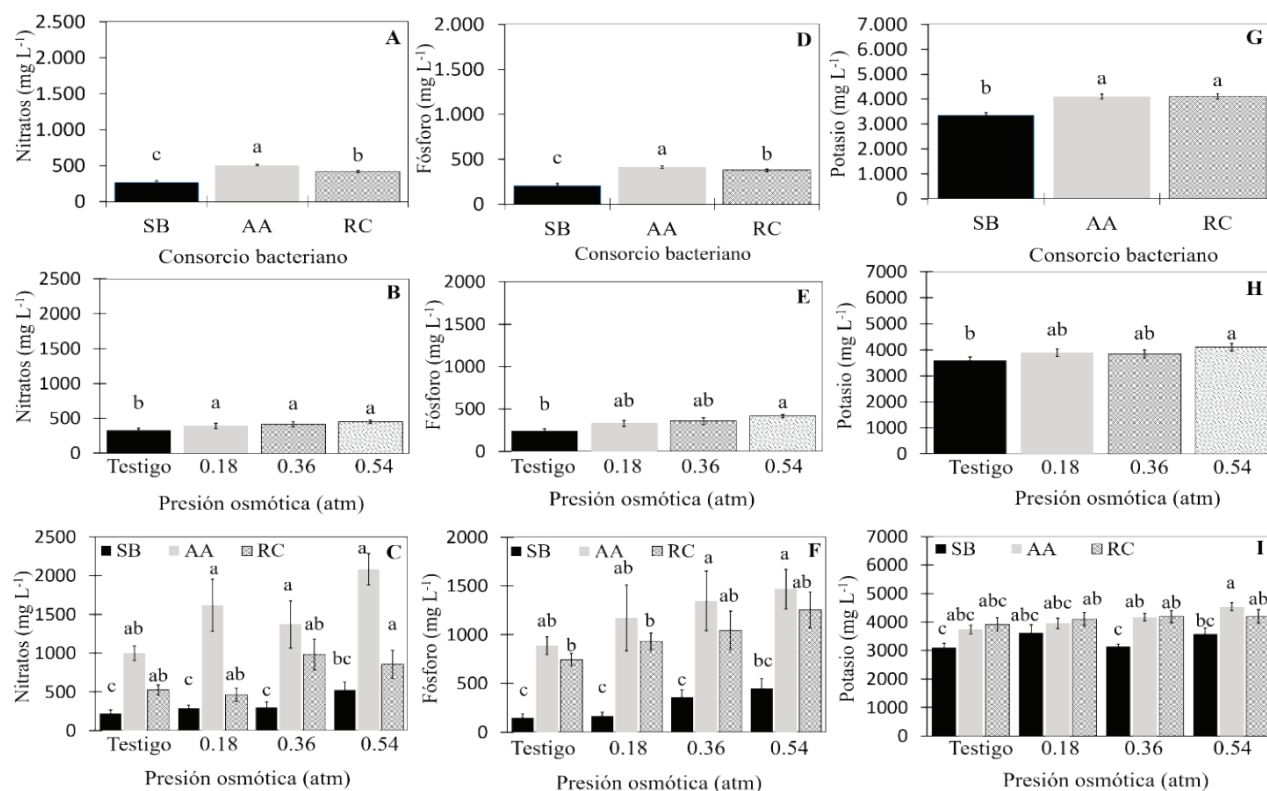 A
Nitratos (mg L-1)
2.500
2.000
1.500
1.000
500
0
c a b
SB AA RC
Consorcio bacteriano
D
Fósforo (mg L-1)
2.000
1.500
1.000
500
0
c a b
SB AA RC
Consorcio bacteriano
G
Potasio (mg L-1)
7.000
6.000
5.000
4.000
3.000
2.000
1.000
0
b a a
SB AA RC
Consorcio bacteriano
B
Nitratos (mg L-1)
2500
2000
1500
1000
500
0
b a a a
Testigo 0.18 0.36 0.54
Presión osmótica (atm)
E
Fósforo (mg L-1)
2000
1500
1000
500
0
b ab ab a
Testigo 0.18 0.36 0.54
Presión osmótica (atm)
H
Potasio (mg L-1)
7000
6000
5000
4000
3000
2000
1000
0
b ab ab a
Testigo 0.18 0.36 0.54
Presión osmótica (atm)
SB AA RC C
Nitratos (mg L-1)
2500
2000
1500
1000
500
0
c ab ab c a ab c a ab bc a a
Testigo 0.18 0.36 0.54
Presión osmótica (atm)
SB AA RC F
Fósforo (mg L-1)
2000
1500
1000
500
0
c ab b c ab b c a ab bc a ab
Testigo 0.18 0.36 0.54
Presión osmótica (atm)
SB AA RC I
Potasio (mg L-1)
7000
6000
5000
4000
3000
2000
1000
0
c abc abc abc abc ab c ab ab bc a ab
Testigo 0.18 0.36 0.54
Presión osmótica (atm)